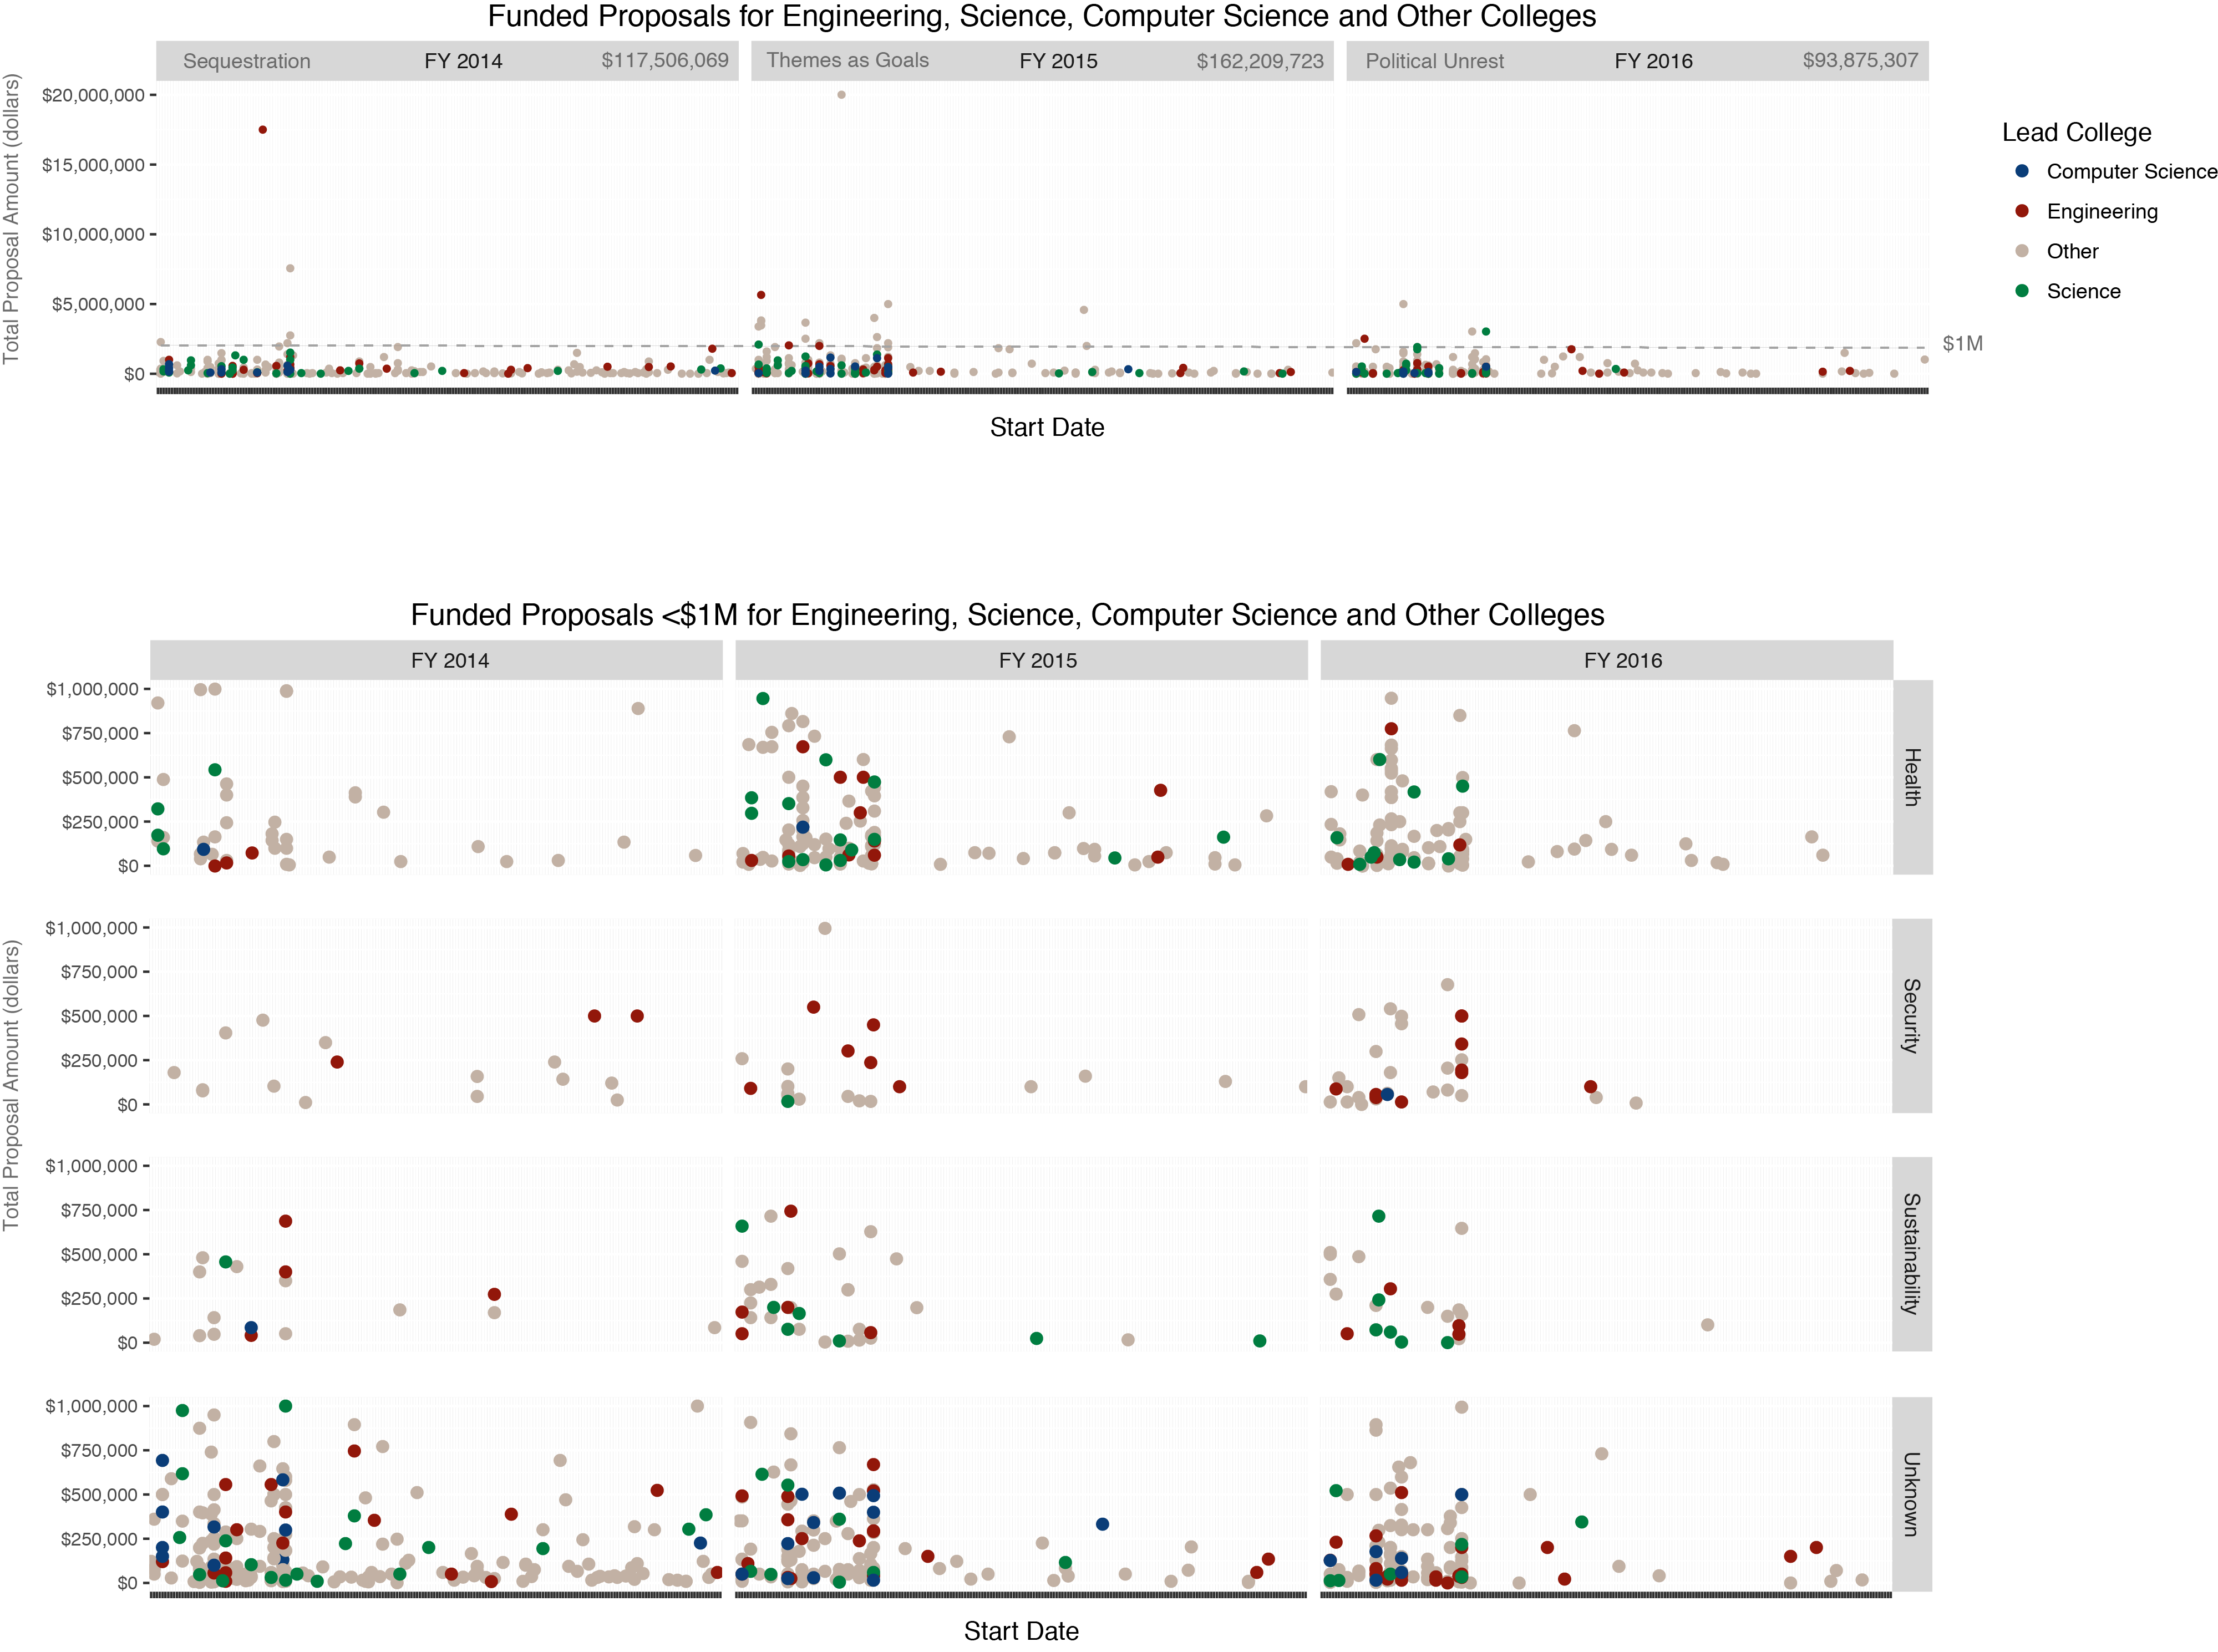 Funded Proposals for Engineering, Science, Computer Science and Other Colleges
Sequestration FY 2014 $117,506,069
Themes as Goals FY 2015 $162,209,723
Political Unrest FY 2016 $93,875,307
Total Proposal Amount (dollars)
$20,000,000
$15,000,000
$10,000,000
$5,000,000
$0
$1M
Start Date
Lead College
Computer Science
Engineering
Other
Science
Funded Proposals <$1M for Engineering, Science, Computer Science and Other Colleges
FY 2014 FY 2015 FY 2016
Total Proposal Amount (dollars)
$1,000,000
$750,000
$500,000
$250,000
$0
Health
$1,000,000
$750,000
$500,000
$250,000
$0
Security
$1,000,000
$750,000
$500,000
$250,000
$0
Sustainability
$1,000,000
$750,000
$500,000
$250,000
$0
Unknown
Start Date